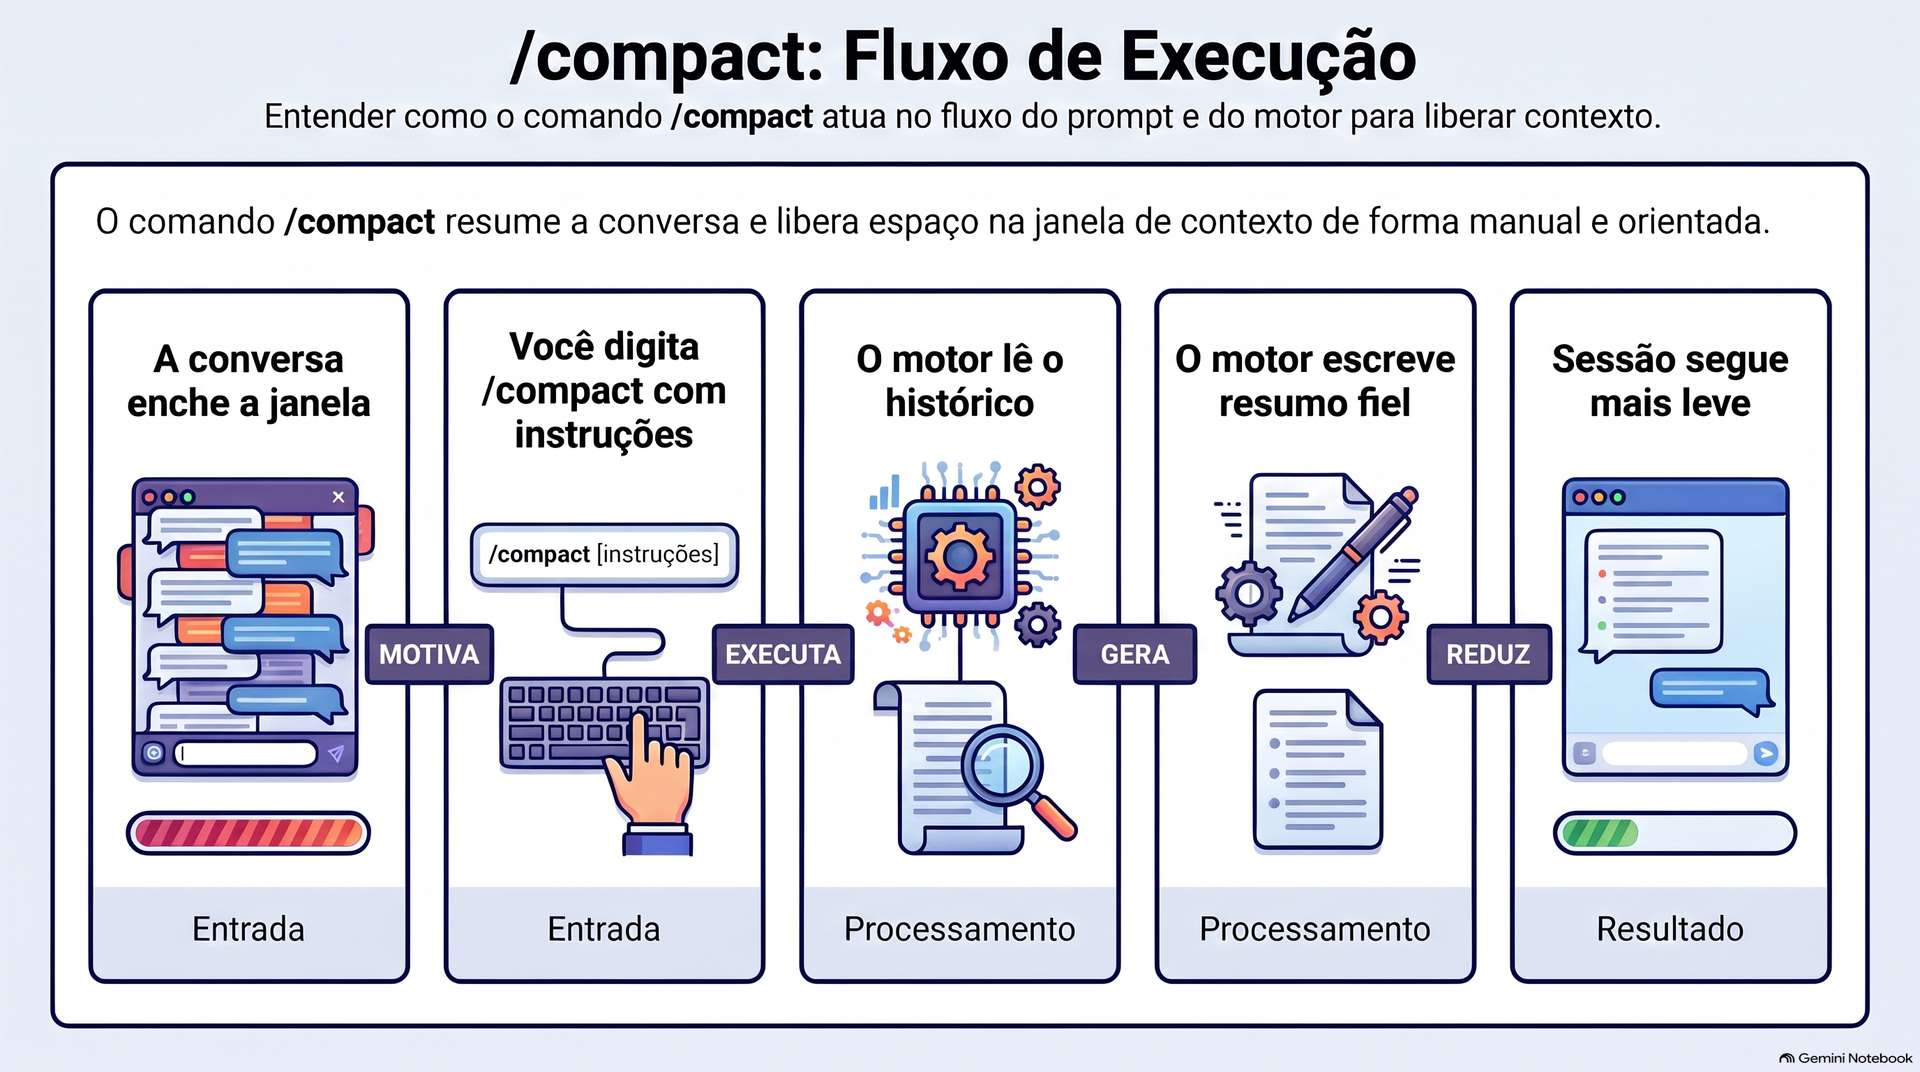 /compact: Fluxo de Execução
Entender como o comando /compact atua no fluxo do prompt e do motor para liberar contexto.
O comando /compact resume a conversa e libera espaço na janela de contexto de forma manual e orientada.
A conversa
enche a janela
MOTIVA
Entrada
Você digita
/compact com
instruções
/compact [instruções]
EXECUTA
Entrada
O motor lê o
histórico
GERA
Processamento
O motor escreve
resumo fiel
REDUZ
Processamento
Sessão segue
mais leve
Resultado
Gemini Notebook